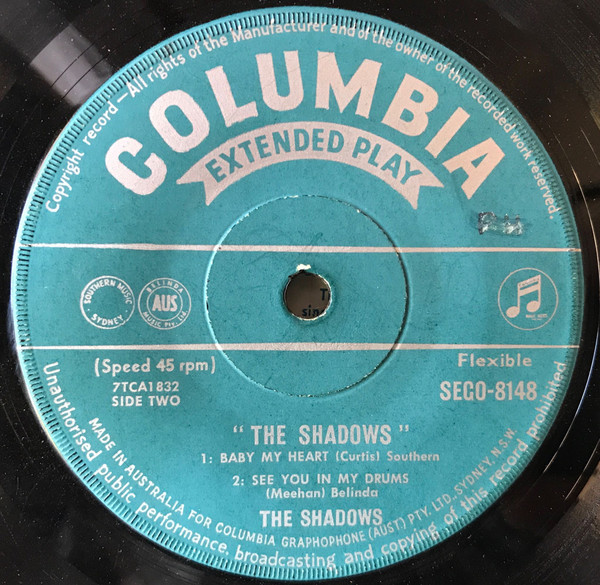 Copyright record—All rights of the Manufacturer and of the owner of the recorded work reserved.
COLUMBIA
EXTENDED PLAY
SOUTHERN MUSIC
SYDNEY
BELINDA
AUS
MUSIC Pty. Ltd.
(Speed 45 rpm)
7TCA1832
SIDE TWO
Flexible
SEGO-8148
" THE SHADOWS "
1: BABY MY HEART (Curtis) Southern
2: SEE YOU IN MY DRUMS
(Meehan) Belinda
THE SHADOWS
MADE IN AUSTRALIA FOR COLUMBIA GRAPHOPHONE (AUST) PTY. LTD., SYDNEY, N.S.W.
Unauthorised public performance, broadcasting and copying of this record prohibited